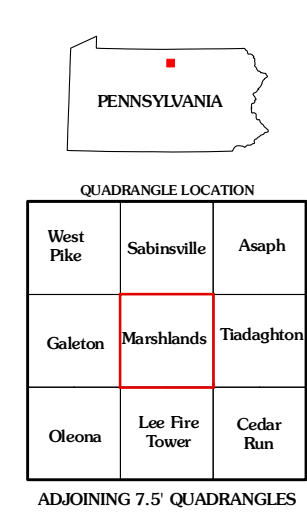 PENNSYLVANIA
QUADRANGLE LOCATION
West
Pike
Sabinsville
Asaph
Galeton
Marshlands
Tiadaghton
Oleona
Lee Fire
Tower
Cedar
Run
ADJOINING 7.5' QUADRANGLES